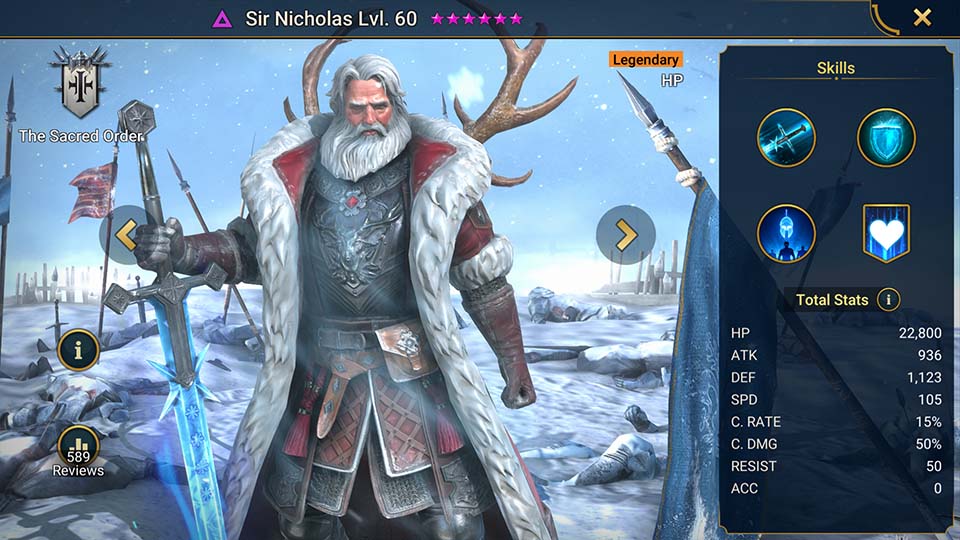 Sir Nicholas Lvl. 60
The Sacred Order
Legendary
HP
589
Reviews
Skills
Total Stats i
HP 22,800
ATK 936
DEF 1,123
SPD 105
C. RATE 15%
C. DMG 50%
RESIST 50
ACC 0